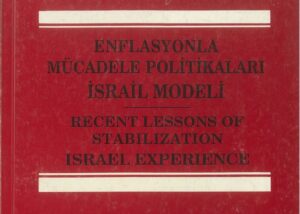 ENFLASYONLA
MÜCADELE POLİTİKALARI
İSRAİL MODELİ
RECENT LESSONS OF
STABILIZATION
ISRAEL EXPERIENCE